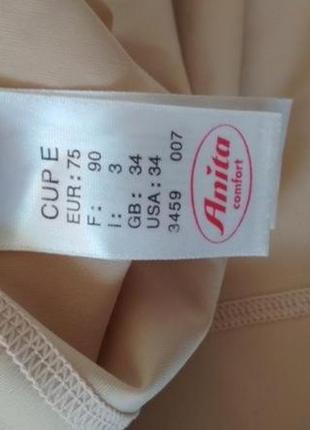 CUP E
EUR: 75
F: 90
I: 3
GB: 34
USA: 34
3459 007
Anita
comfort